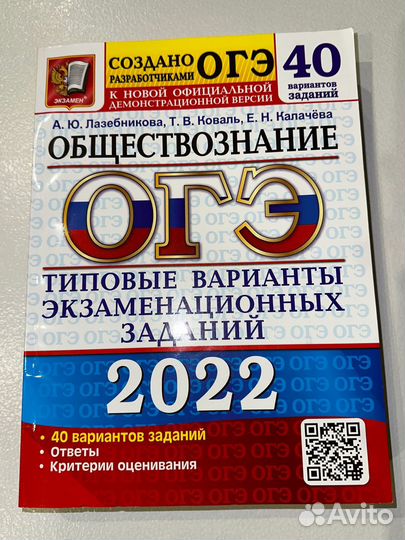 СОЗДАНО
РАЗРАБОТЧИКАМИ ОГЭ
К НОВОЙ ОФИЦИАЛЬНОЙ
ДЕМОНСТРАЦИОННОЙ ВЕРСИИ
40
вариантов
заданий
ЭКЗАМЕН
А. Ю. Лазебникова, Т. В. Коваль, Е. Н. Калачёва
ОБЩЕСТВОЗНАНИЕ
ОГЭ
ТИПОВЫЕ ВАРИАНТЫ
ЭКЗАМЕНАЦИОННЫХ
ЗАДАНИЙ
2022
• 40 вариантов заданий
• Ответы
• Критерии оценивания
Avito